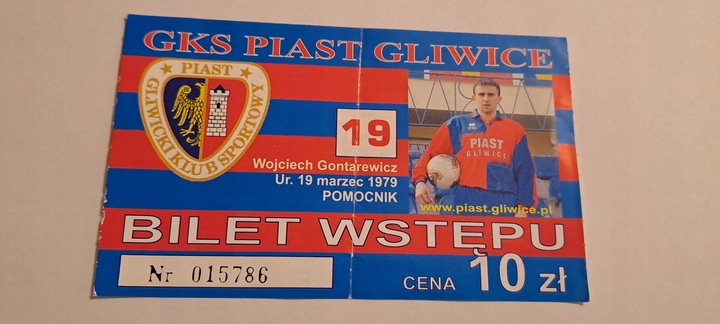 GKS PIAST GLIWICE
PIAST
GLIWICKI KLUB SPORTOWY
19
Wojciech Gontarewicz
Ur. 19 marzec 1979
POMOCNIK
PIAST
GLIWICE
www.piast.gliwice.pl
BILET WSTĘPU
Nr 015786
CENA 10 zł